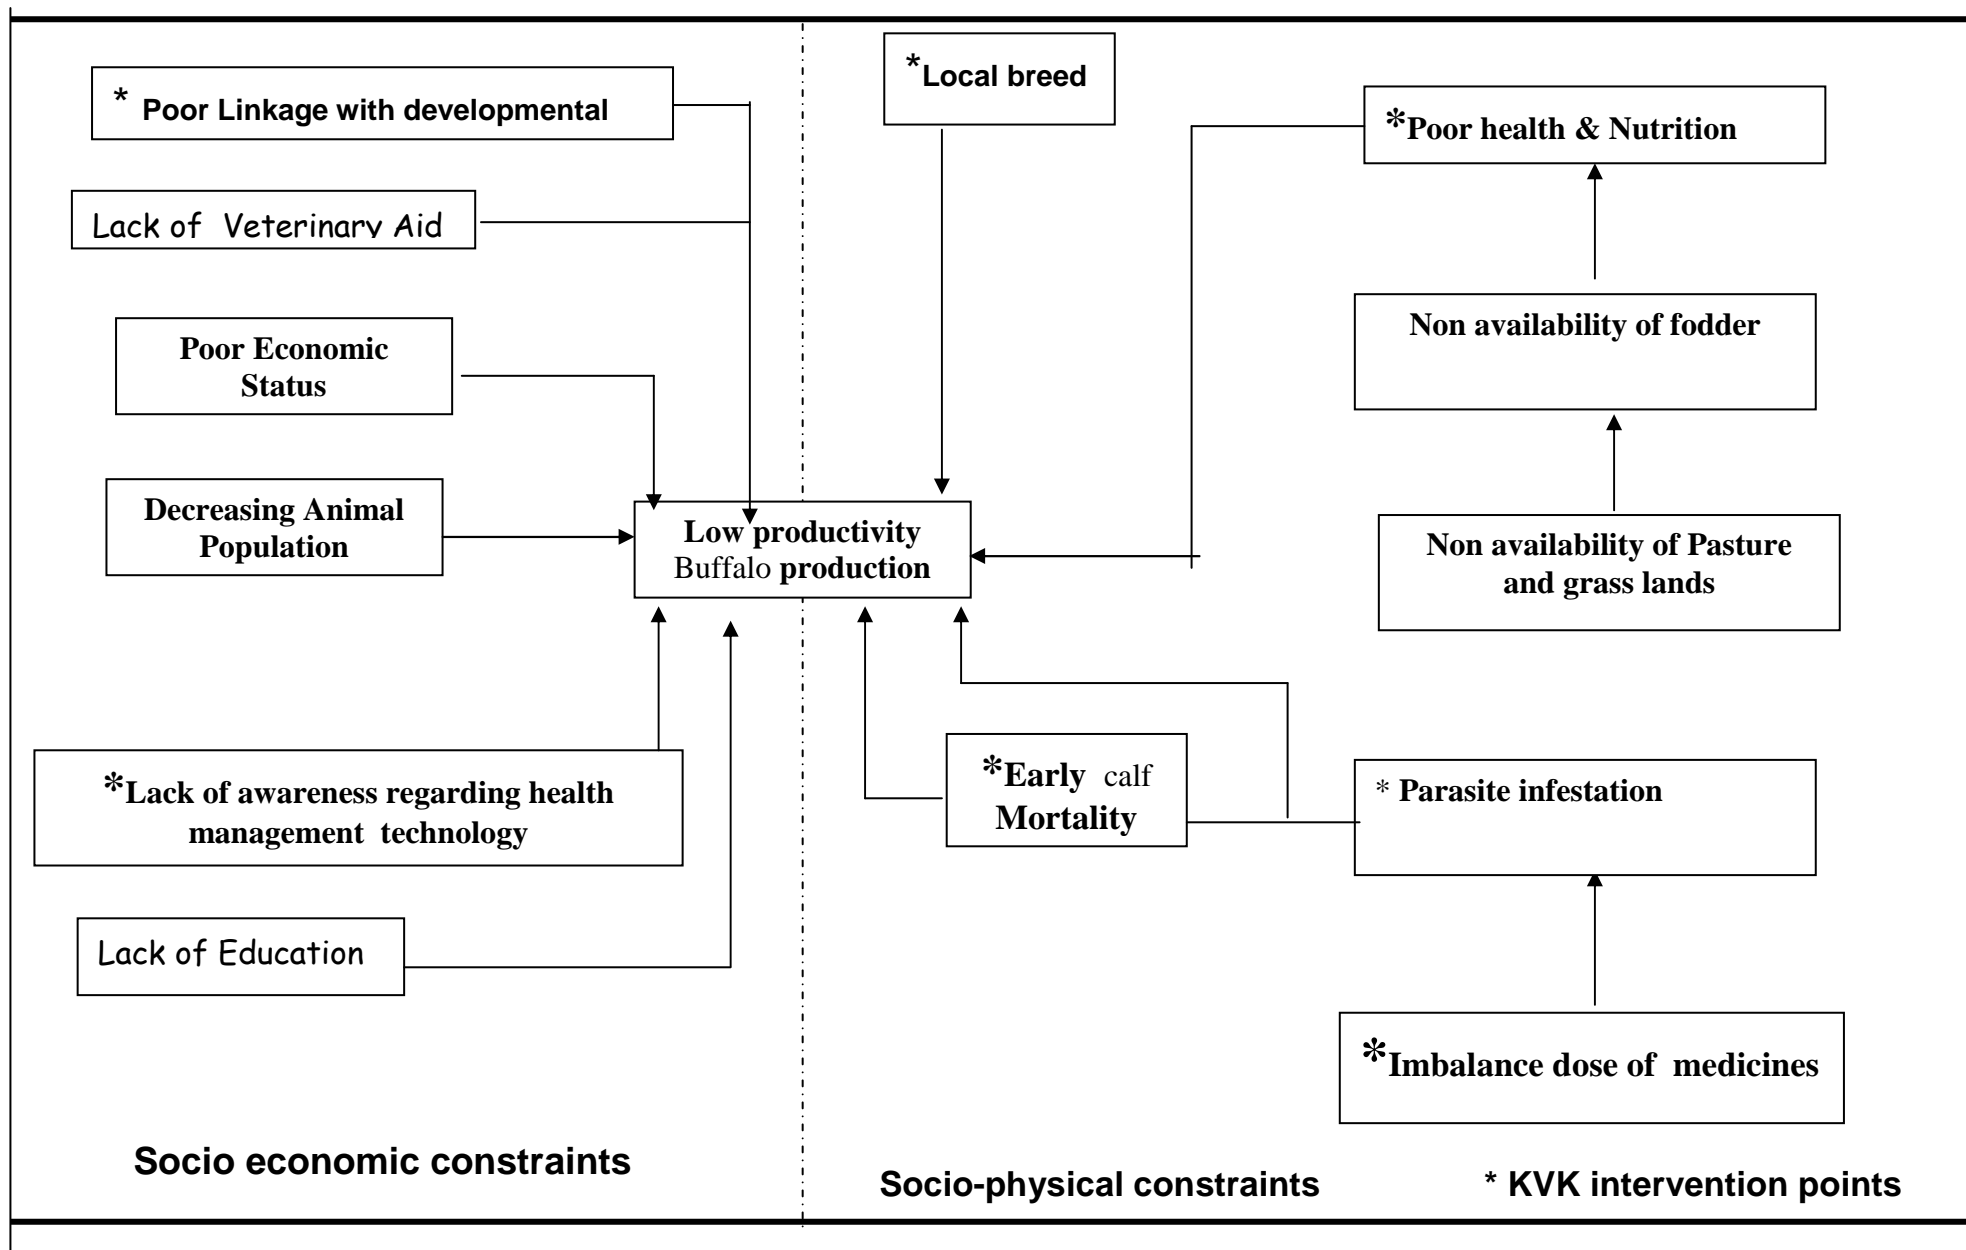 * Poor Linkage with developmental
Lack of Veterinary Aid
Poor Economic
Status
Decreasing Animal
Population
*Lack of awareness regarding health
management technology
Lack of Education
Socio economic constraints
*Local breed
Low productivity
Buffalo production
*Early calf
Mortality
*Poor health & Nutrition
Non availability of fodder
Non availability of Pasture
and grass lands
* Parasite infestation
*Imbalance dose of medicines
Socio-physical constraints
* KVK intervention points